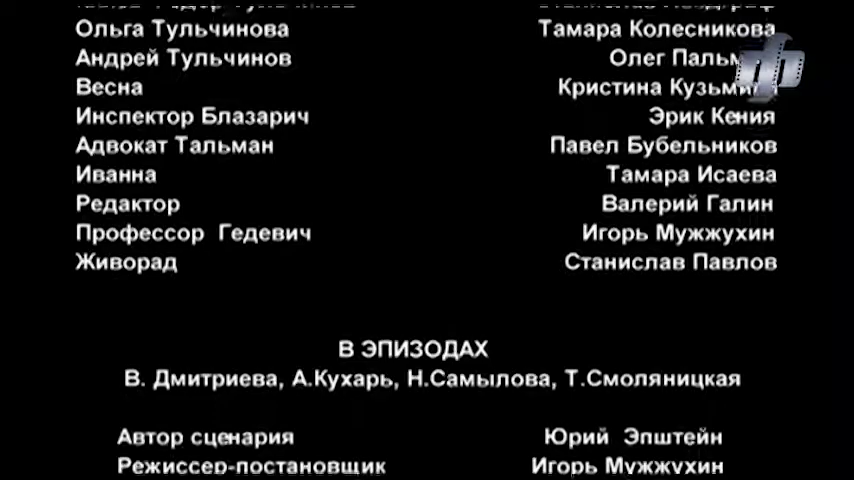 Ольга Тульчинова Тамара Колесникова
Андрей Тульчинов Олег
Весна Кристина
Инспектор Блазарич Эрик Кения
Адвокат Тальман Павел Бубельников
Иванна Тамара Исаева
Редактор Валерий Галин
Профессор Гедевич Игорь Мужжухин
Живорад Станислав Павлов
В ЭПИЗОДАХ
В. Дмитриева, А.Кухарь, Н.Самылова, Т.Смоляницкая
Автор сценария Юрий Эпштейн
Режиссер-постановщик Игорь Мужжухин